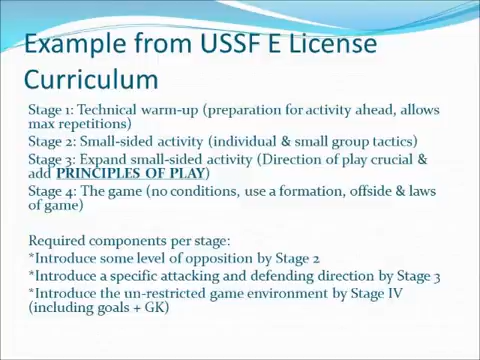 Example from USSF E License
Curriculum
Stage 1: Technical warm-up (preparation for activity ahead, allows
max repetitions)
Stage 2: Small-sided activity (individual & small group tactics)
Stage 3: Expand small-sided activity (Direction of play crucial &
add PRINCIPLES OF PLAY)
Stage 4: The game (no conditions, use a formation, offside & laws
of game)
Required components per stage:
*Introduce some level of opposition by Stage 2
*Introduce a specific attacking and defending direction by Stage 3
*Introduce the un-restricted game environment by Stage IV
(including goals + GK)